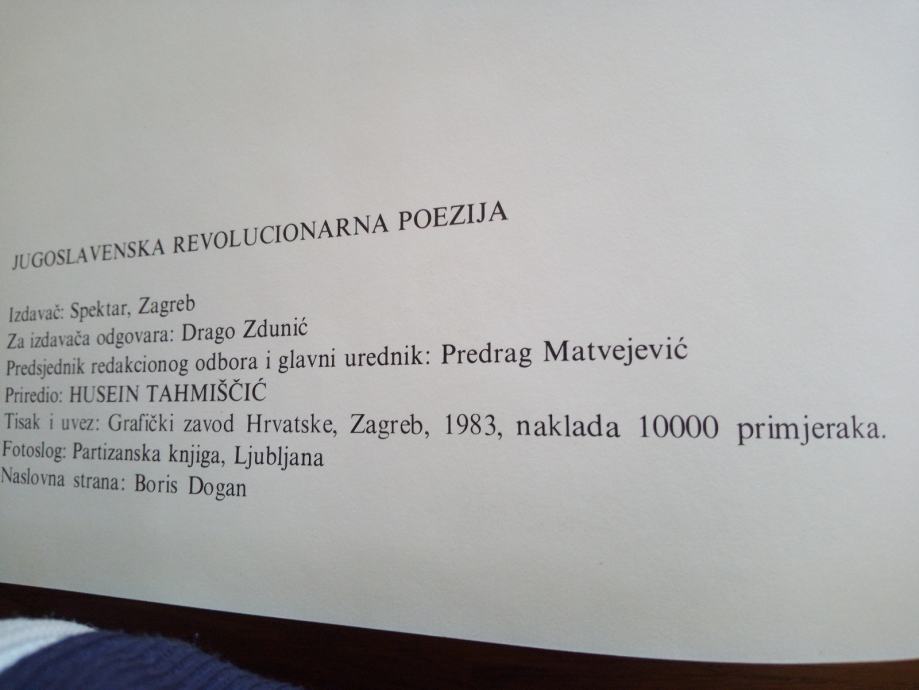 JUGOSLAVENSKA REVOLUCIONARNA POEZIJA
Izdavač: Spektar, Zagreb
Za izdavača odgovara: Drago Zdunić
Predsjednik redakcionog odbora i glavni urednik: Predrag Matvejević
Priredio: HUSEIN TAHMIŠČIĆ
Tisak i uvez: Grafički zavod Hrvatske, Zagreb, 1983, naklada 10000 primjeraka.
Fotoslog: Partizanska knjiga, Ljubljana
Naslovna strana: Boris Dogan